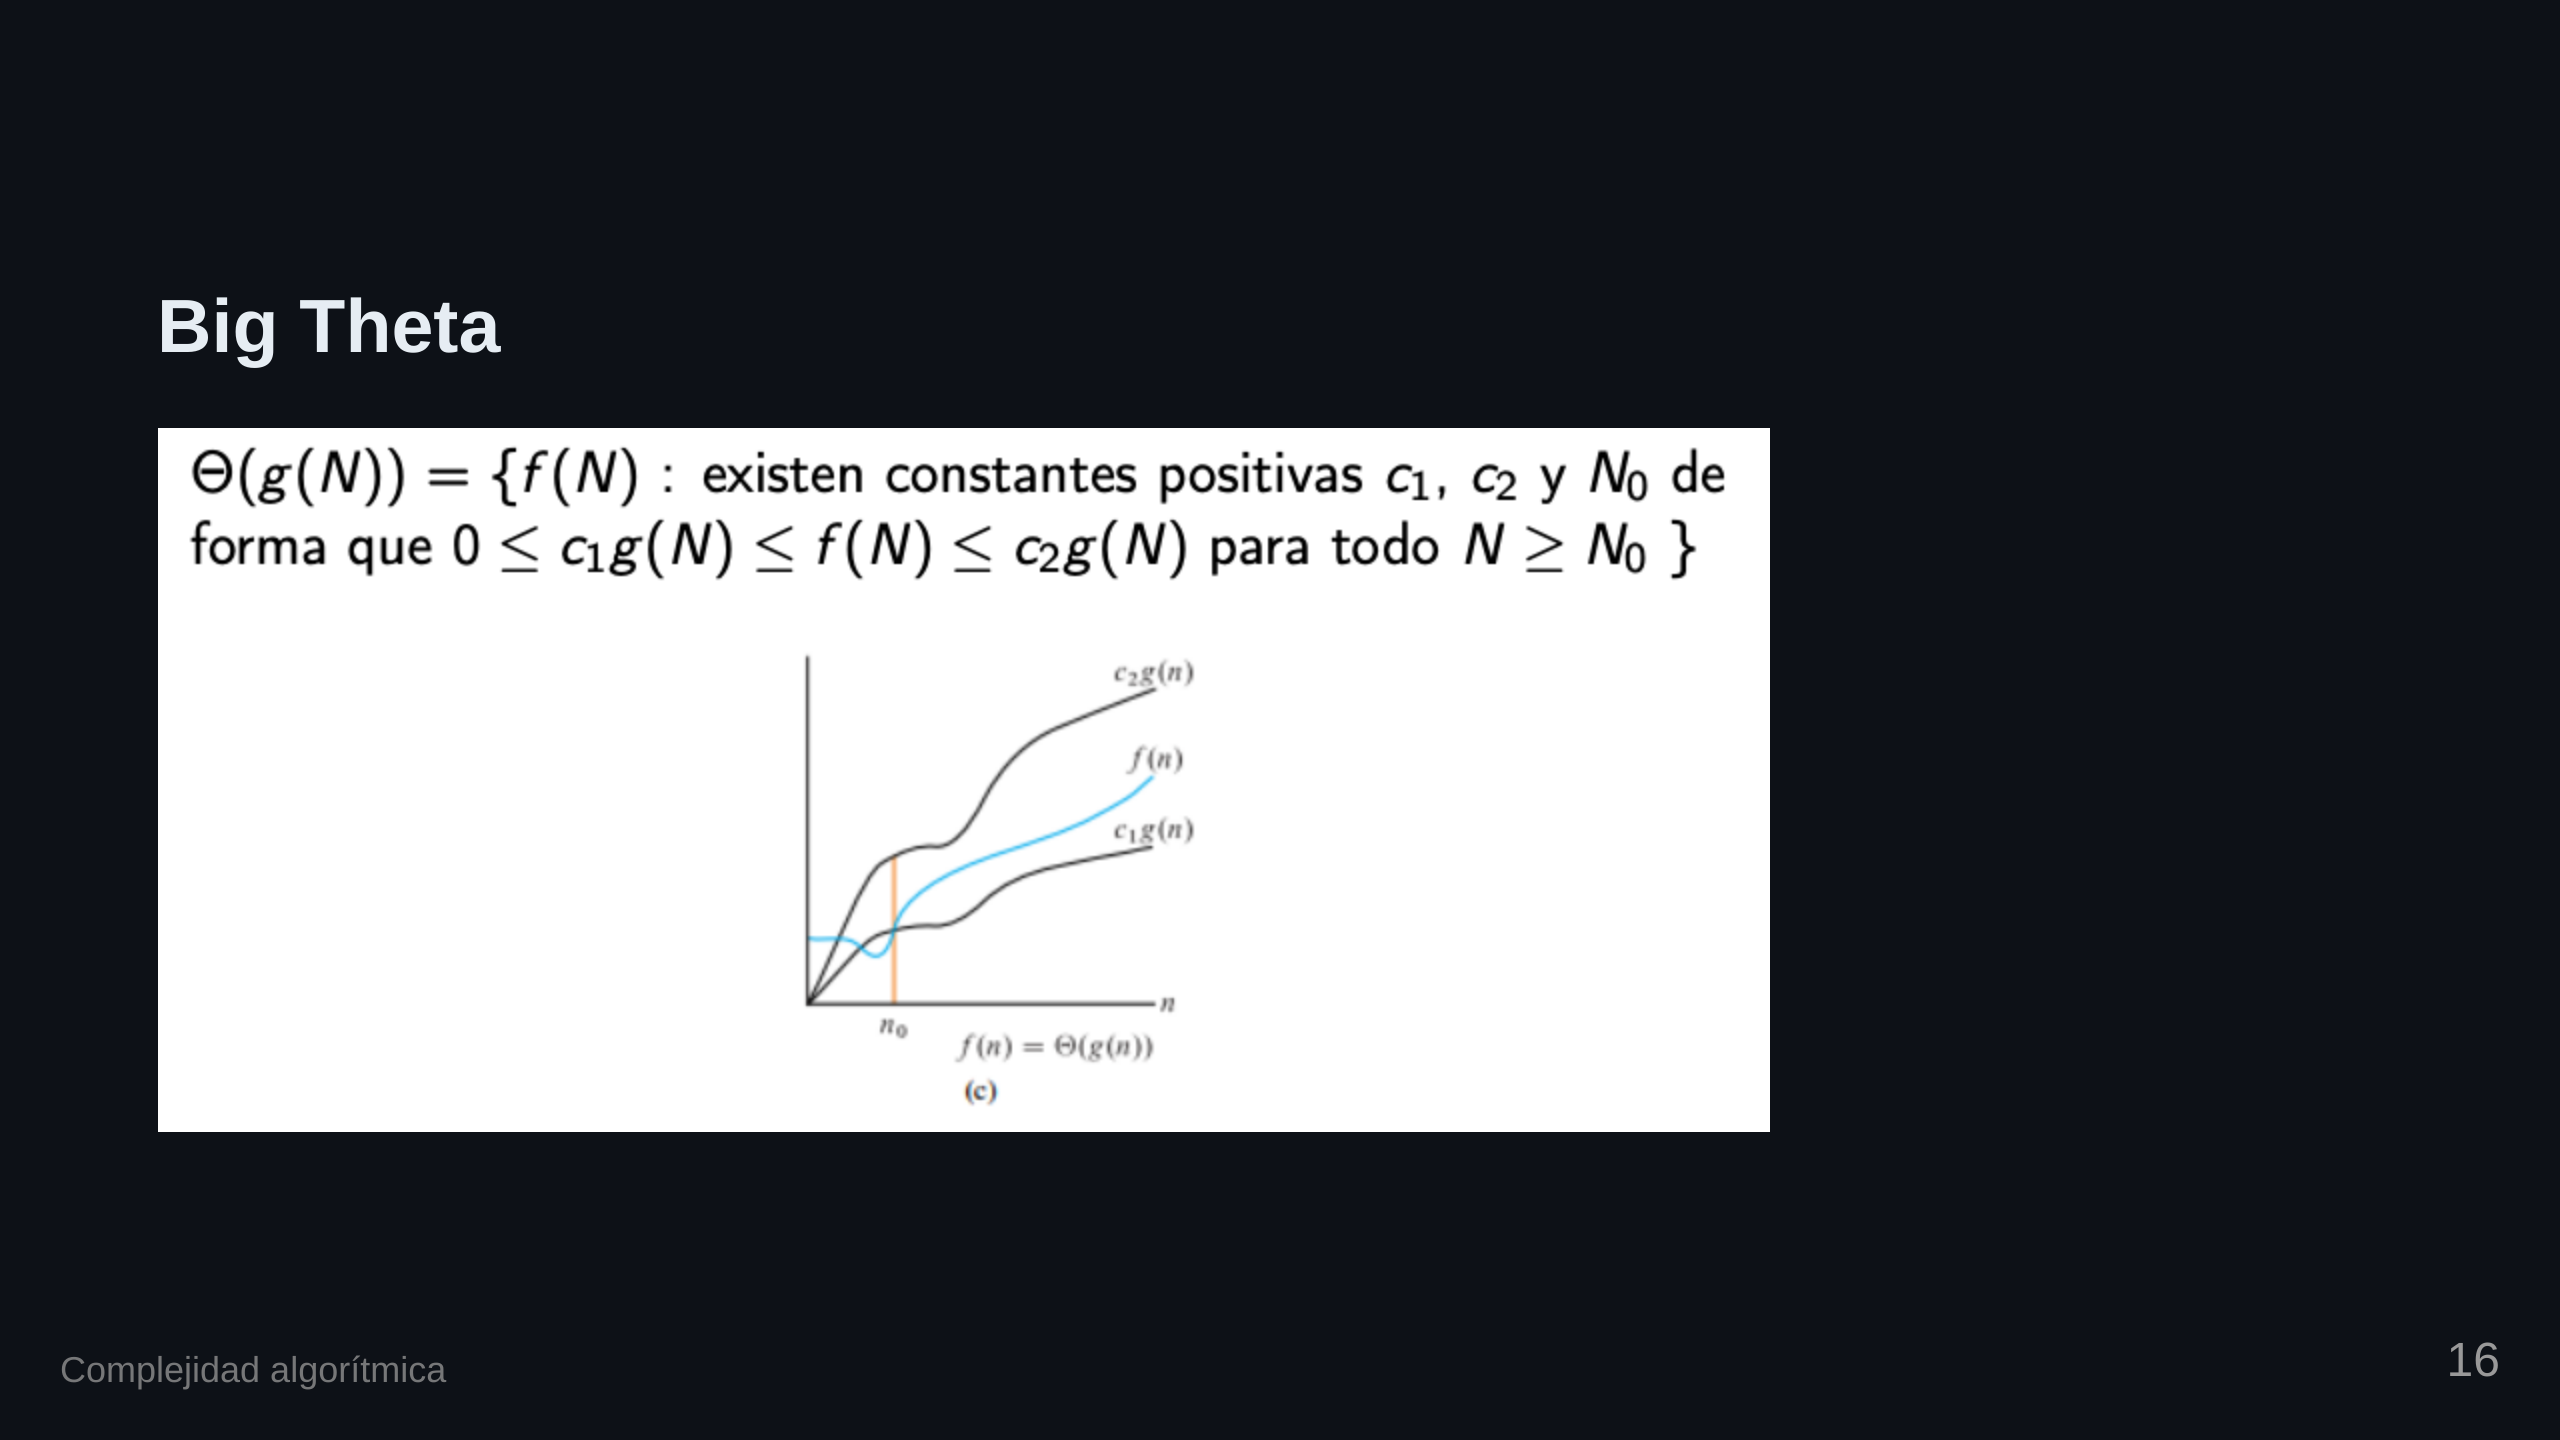 Big Theta
Θ(g(N)) = {f(N) : existen constantes positivas c₁, c₂ y N₀ de
forma que 0 ≤ c₁g(N) ≤ f(N) ≤ c₂g(N) para todo N ≥ N₀ }
c₂g(n)
f(n)
c₁g(n)
n
n₀
f(n) = Θ(g(n))
(c)
Complejidad algorítmica
16